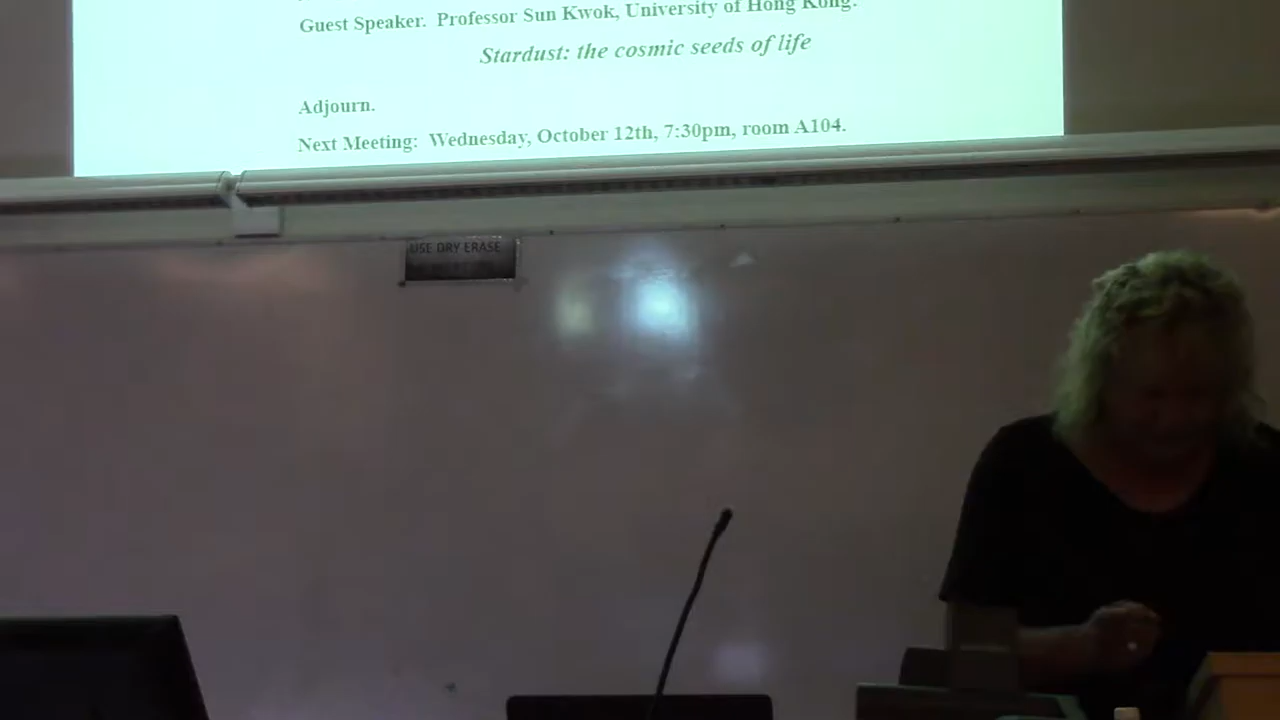 Guest Speaker. Professor Sun Kwok, University of Hong Kong.
Stardust: the cosmic seeds of life
Adjourn.
Next Meeting: Wednesday, October 12th, 7:30pm, room A104.
USE DRY ERASE